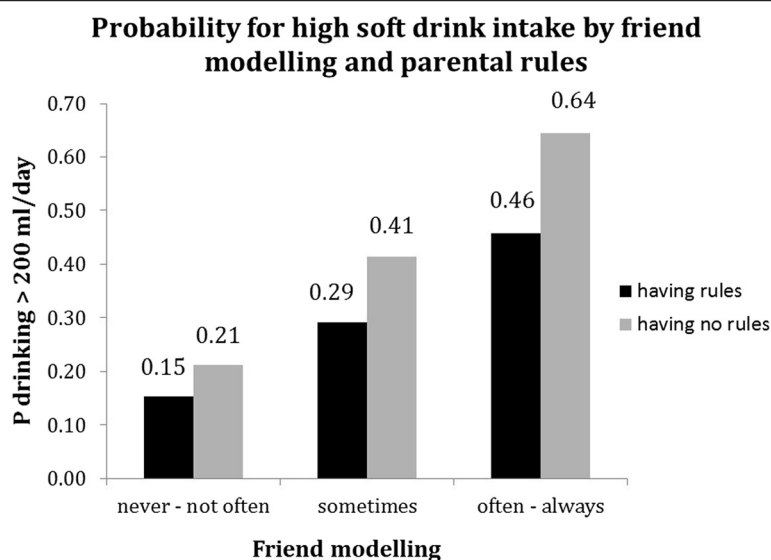 Probability for high soft drink intake by friend
modelling and parental rules
P drinking > 200 ml/day
0.70
0.60
0.50
0.40
0.30
0.20
0.10
0.00
0.15
0.21
0.29
0.41
0.46
0.64
never - not often
sometimes
often - always
Friend modelling
having rules
having no rules